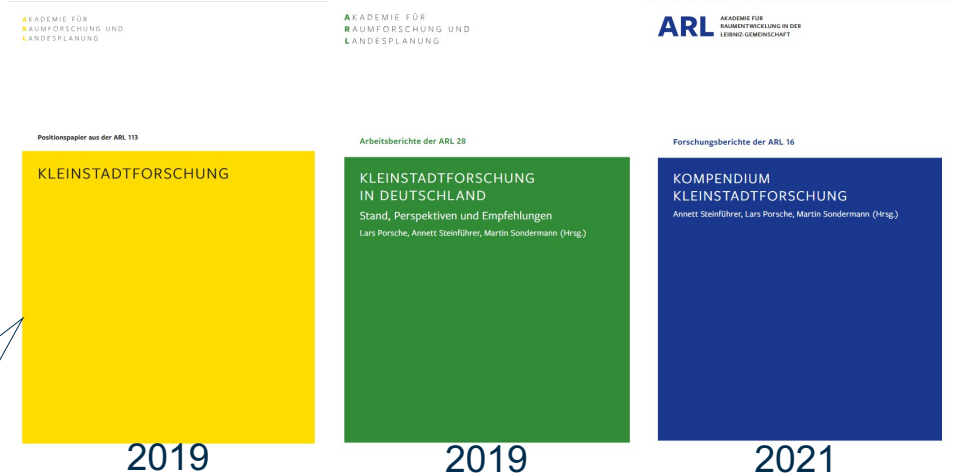 AKADEMIE FÜR
RAUMFORSCHUNG UND
LANDESPLANUNG
Positionspapier aus der ARL 113
KLEINSTADTFORSCHUNG
2019
AKADEMIE FÜR
RAUMFORSCHUNG UND
LANDESPLANUNG
Arbeitsberichte der ARL 28
KLEINSTADTFORSCHUNG
IN DEUTSCHLAND
Stand, Perspektiven und Empfehlungen
Lars Porsche, Annett Steinführer, Martin Sondermann (Hrsg.)
2019
ARL
AKADEMIE FÜR
RAUMENTWICKLUNG IN DER
LEIBNIZ-GEMEINSCHAFT
Forschungsberichte der ARL 16
KOMPENDIUM
KLEINSTADTFORSCHUNG
Annett Steinführer, Lars Porsche, Martin Sondermann (Hrsg.)
2021